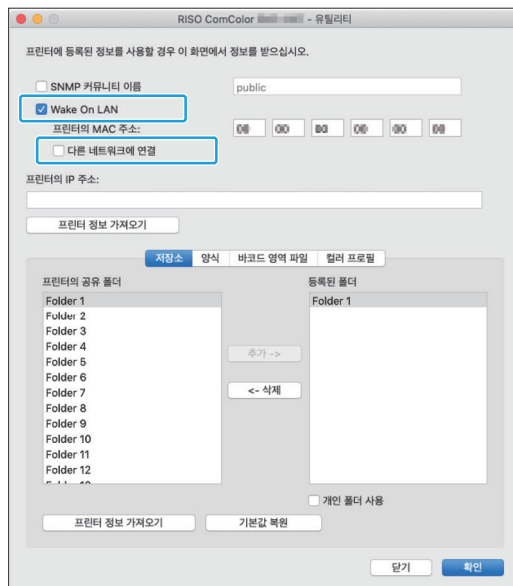 RISO ComColor - 유틸리티
프린터에 등록된 정보를 사용할 경우 이 화면에서 정보를 받으십시오.
SNMP 커뮤니티 이름
public
Wake On LAN
프린터의 MAC 주소:
다른 네트워크에 연결
프린터의 IP 주소:
프린터 정보 가져오기
저장소 양식 바코드 영역 파일 컬러 프로필
프린터의 공유 폴더
Folder 1
Folder 2
Folder 3
Folder 4
Folder 5
Folder 6
Folder 7
Folder 8
Folder 9
Folder 10
Folder 11
Folder 12
추가 ->
<- 삭제
등록된 폴더
Folder 1
개인 폴더 사용
프린터 정보 가져오기
기본값 복원
닫기
확인